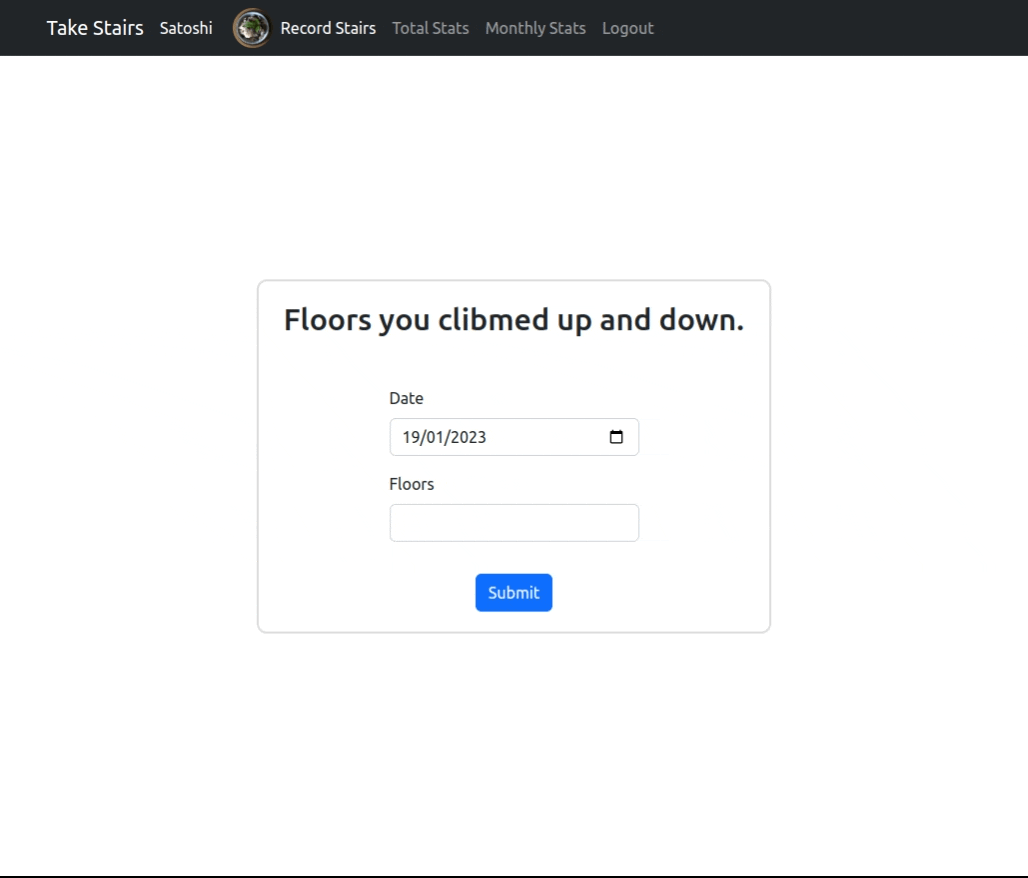 Take Stairs Satoshi Record Stairs Total Stats Monthly Stats Logout
Floors you clibmed up and down.
Date
19/01/2023
Floors
Submit